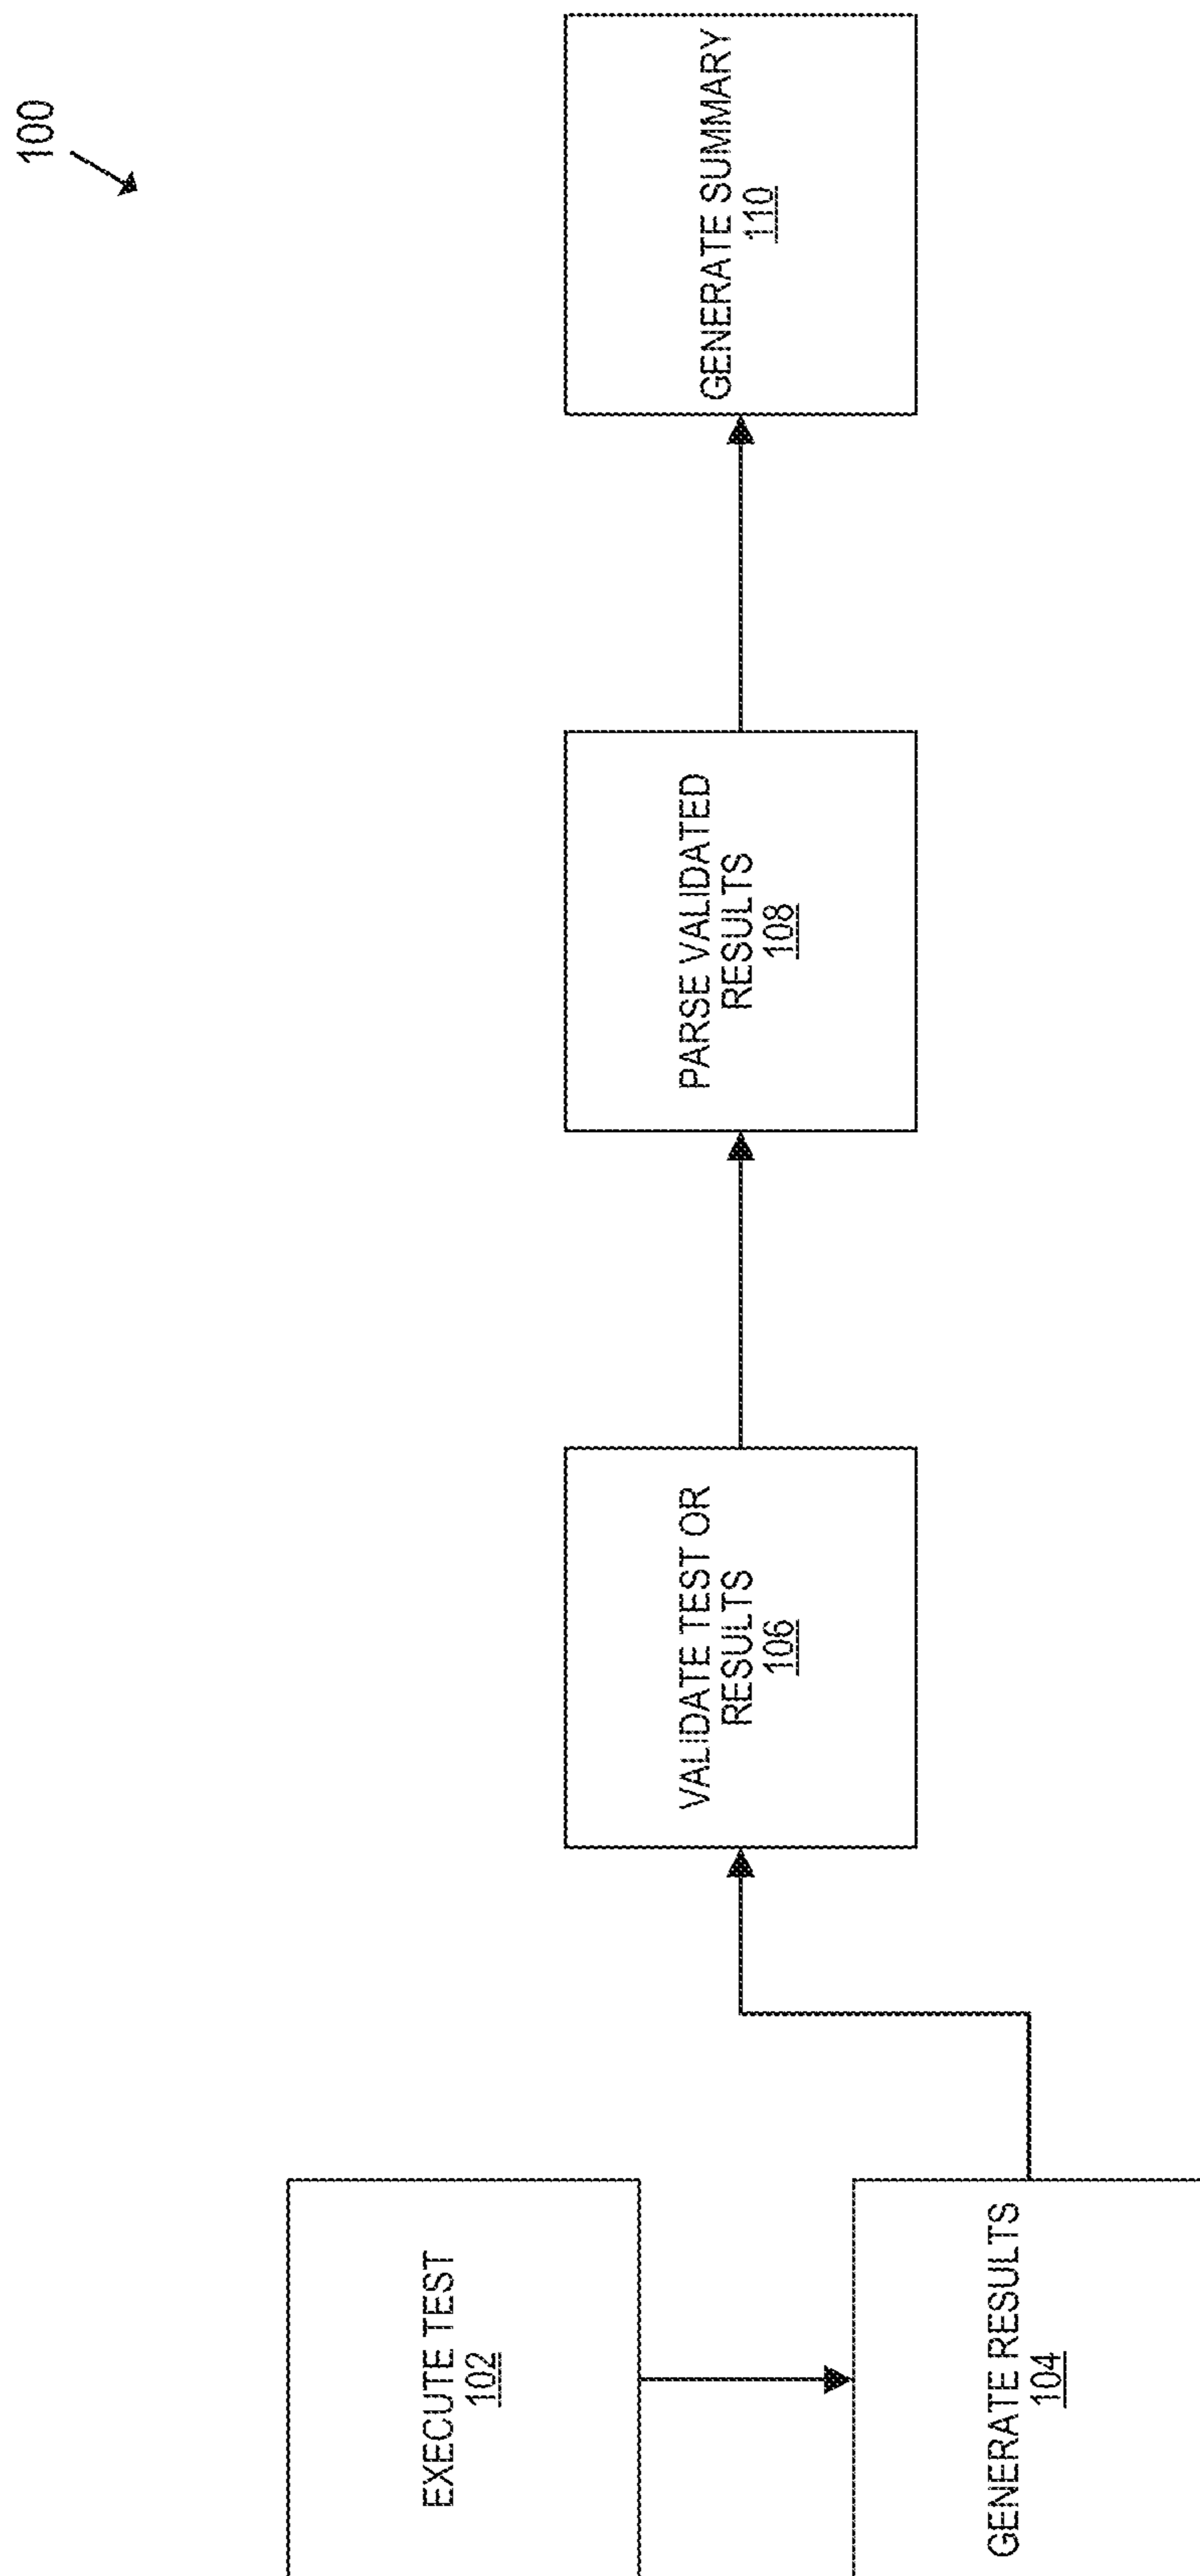 100
EXECUTE TEST
102
GENERATE RESULTS
104
VALIDATE TEST OR
RESULTS
106
PARSE VALIDATED
RESULTS
108
GENERATE SUMMARY
110